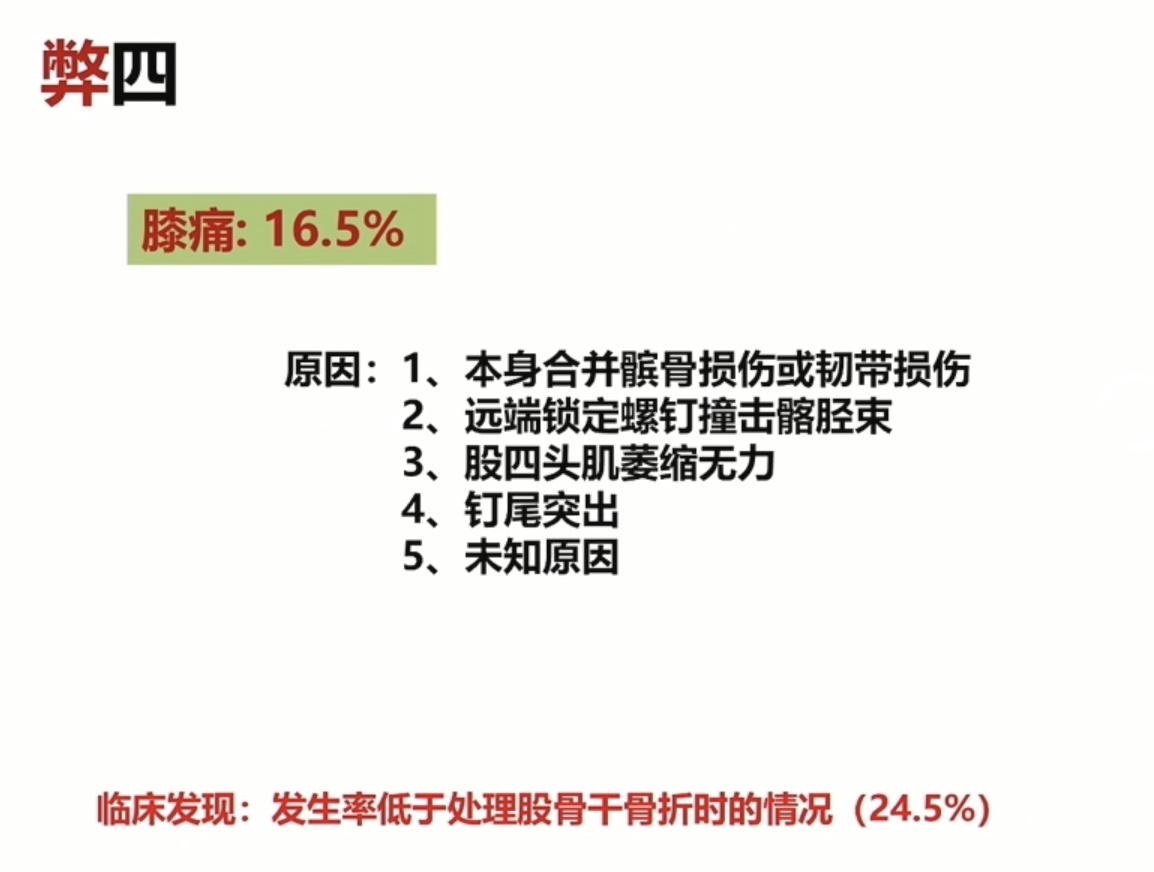 弊四
膝痛: 16.5%
原因：1、本身合并髌骨损伤或韧带损伤
2、远端锁定螺钉撞击髂胫束
3、股四头肌萎缩无力
4、钉尾突出
5、未知原因
临床发现：发生率低于处理股骨干骨折时的情况（24.5%）